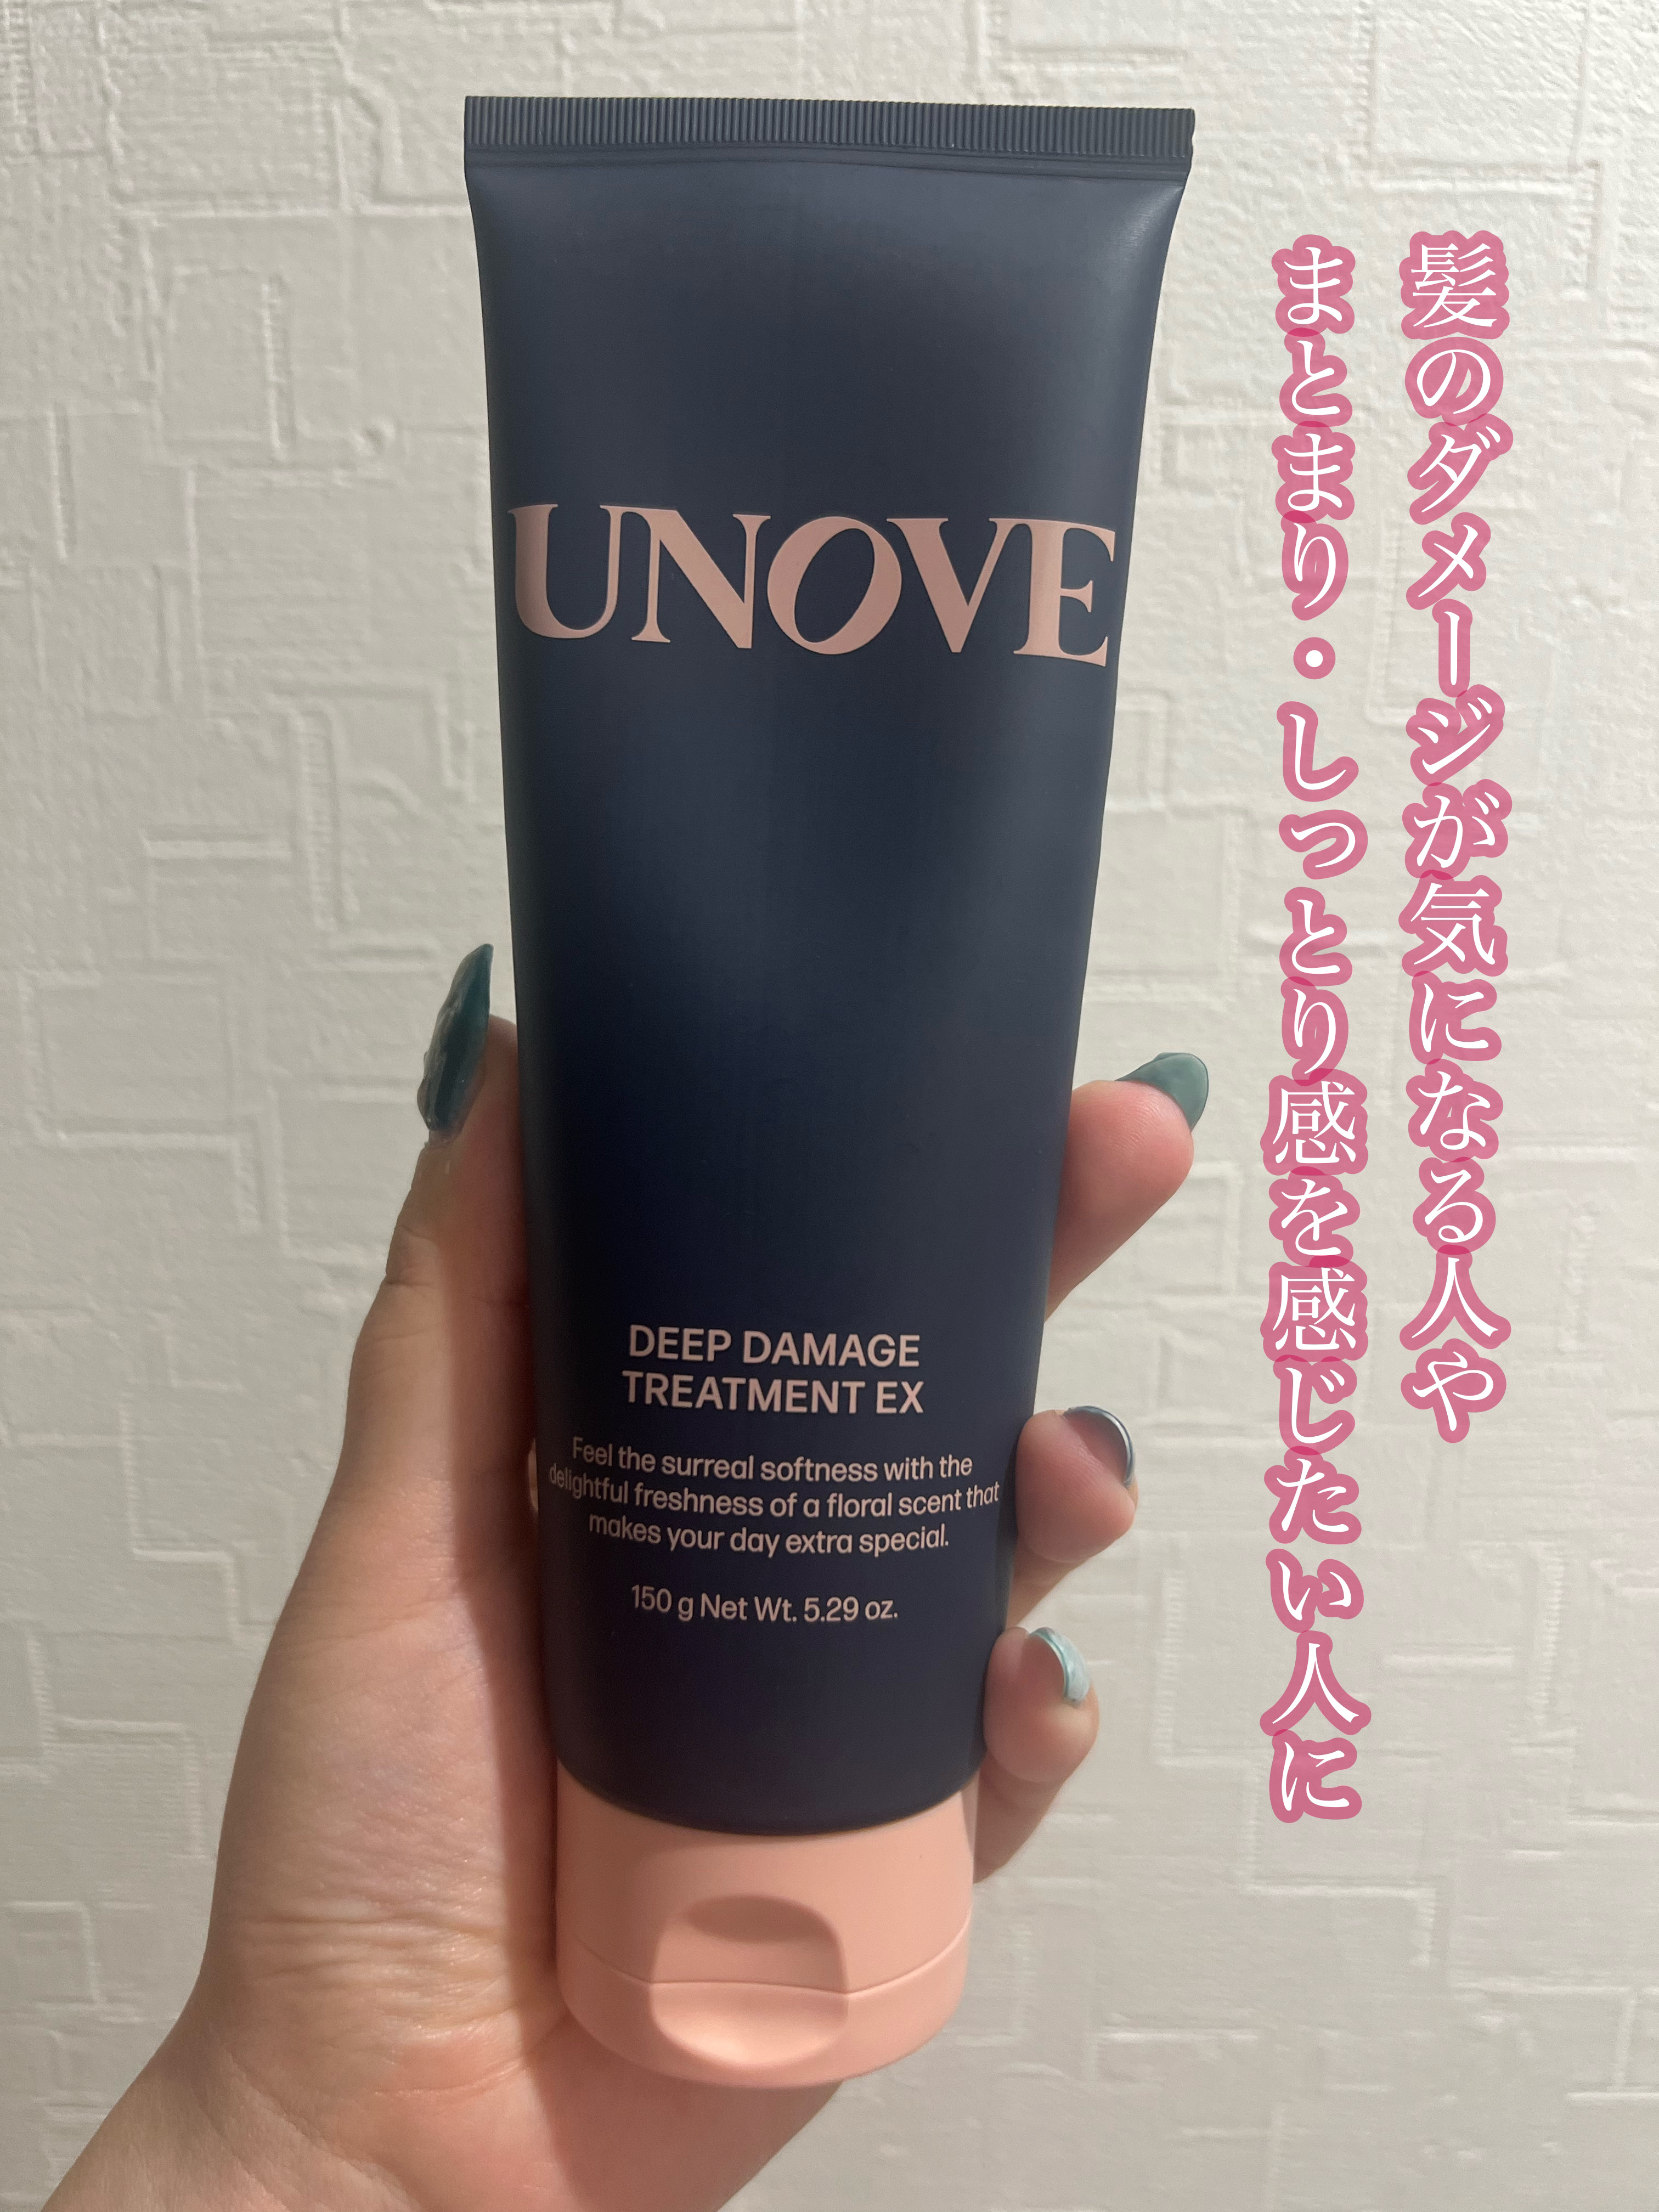 髪のダメージが気になる人や
まとまり・しっとり感を感じたい人に
UNOVE
DEEP DAMAGE
TREATMENT EX
Feel the surreal softness with the
delightful freshness of a floral scent that
makes your day extra special.
150 g Net Wt. 5.29 oz.